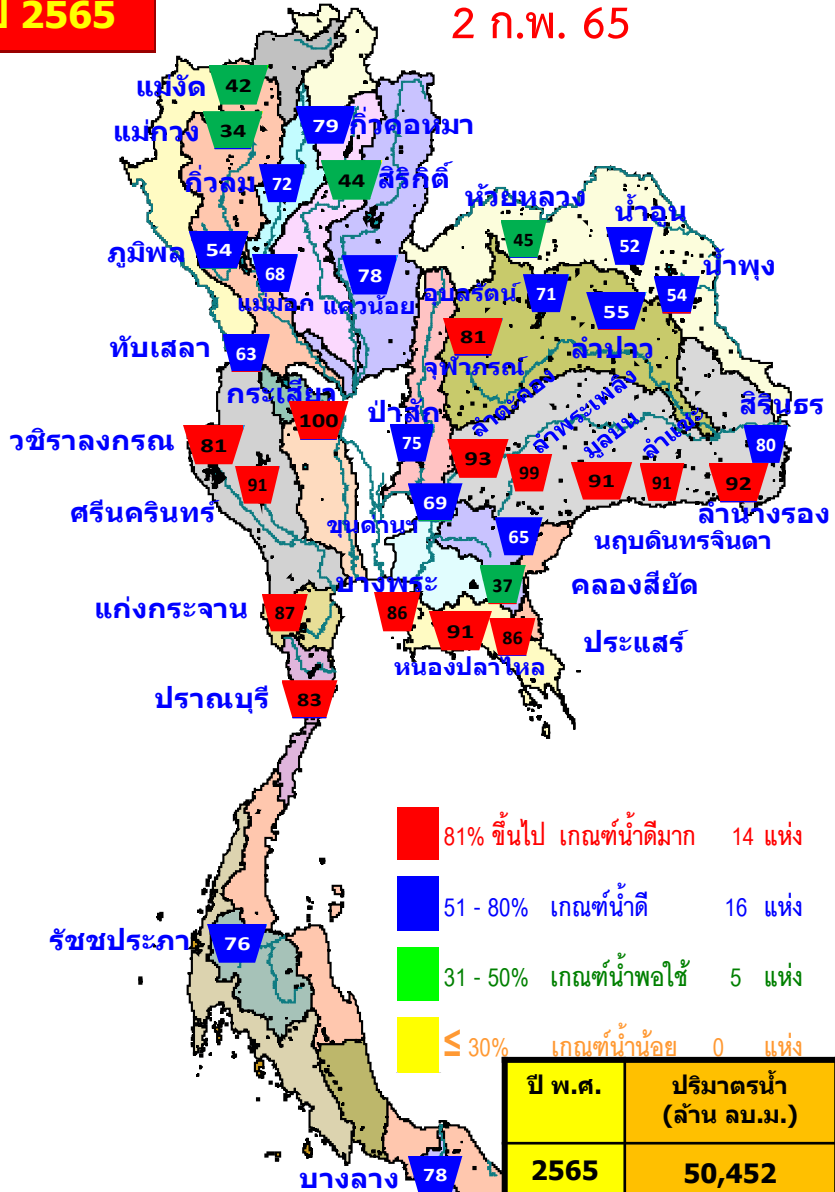 ปี 2565
2 ก.พ. 65
แม่งัด 42
แม่กวง 34
79 กิ่วคอหมา
กิ่วลม 72
44 สิริกิติ์
ห้วยหลวง 45
น้ำอูน 52
น้ำพุง 54
ภูมิพล 54
68 แม่มอก
78 แควน้อย
อุบลรัตน์ 71
55 ลำปาว
81 จุฬาภรณ์
ทับเสลา 63
กระเสียว 100
ป่าสัก 75
ลำตะคอง 93
ลำพระเพลิง 99
มูลบน 91
ลำแชะ 91
สิรินธร 80
วชิราลงกรณ 81
91
ศรีนครินทร์
92 ลำนางรอง
69
ขุนด่านฯ
65 นฤบดินทรจินดา
37 คลองสียัด
บางพระ 86
แก่งกระจาน 87
91 หนองปลาไหล
86 ประแสร์
ปราณบุรี 83
81% ขึ้นไป เกณฑ์น้ำดีมาก 14 แห่ง
51 - 80% เกณฑ์น้ำดี 16 แห่ง
รัชชประภา 76
31 - 50% เกณฑ์น้ำพอใช้ 5 แห่ง
≤ 30% เกณฑ์น้ำน้อย 0 แห่ง
ปี พ.ศ. ปริมาตรน้ำ
(ล้าน ลบ.ม.)
2565 50,452
บางลาง 78